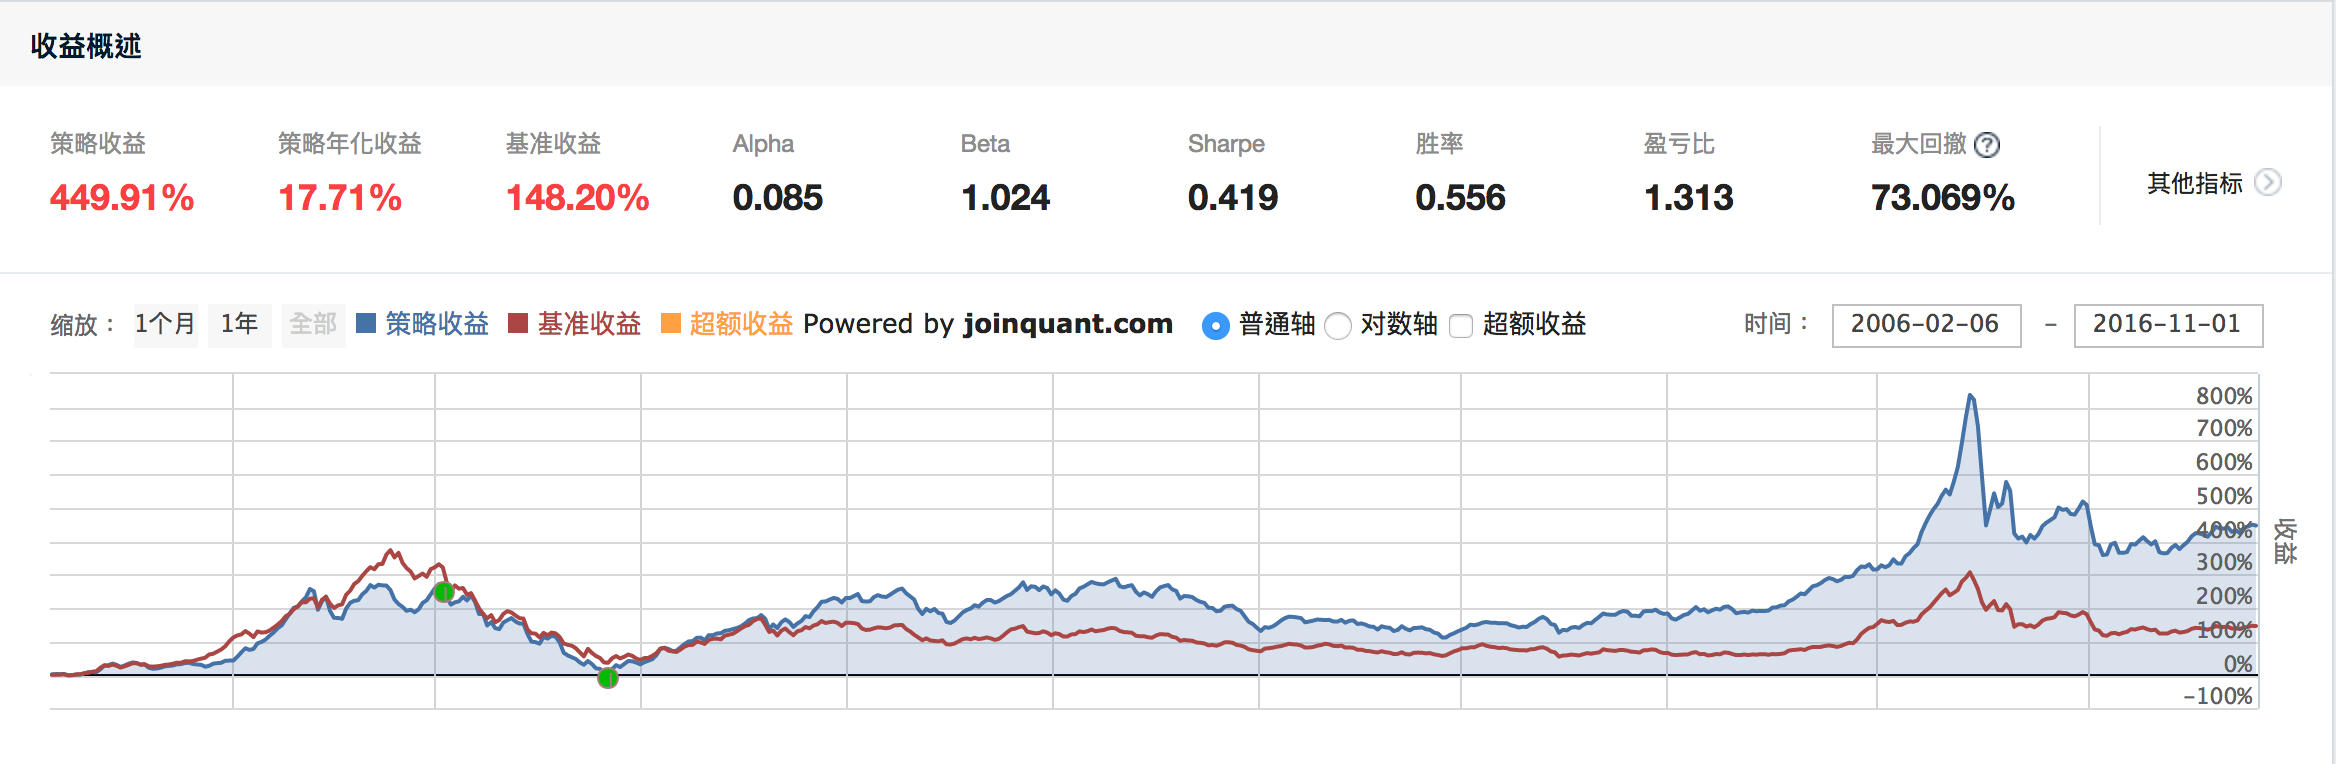 收益概述
策略收益 策略年化收益 基准收益 Alpha Beta Sharpe 胜率 盈亏比 最大回撤 ?
449.91% 17.71% 148.20% 0.085 1.024 0.419 0.556 1.313 73.069%
其他指标
缩放： 1个月 1年 全部 策略收益 基准收益 超额收益 Powered by joinquant.com 普通轴 对数轴 超额收益 时间： 2006-02-06 - 2016-11-01
800%
700%
600%
500%
400%
300%
200%
100%
0%
-100%
收益